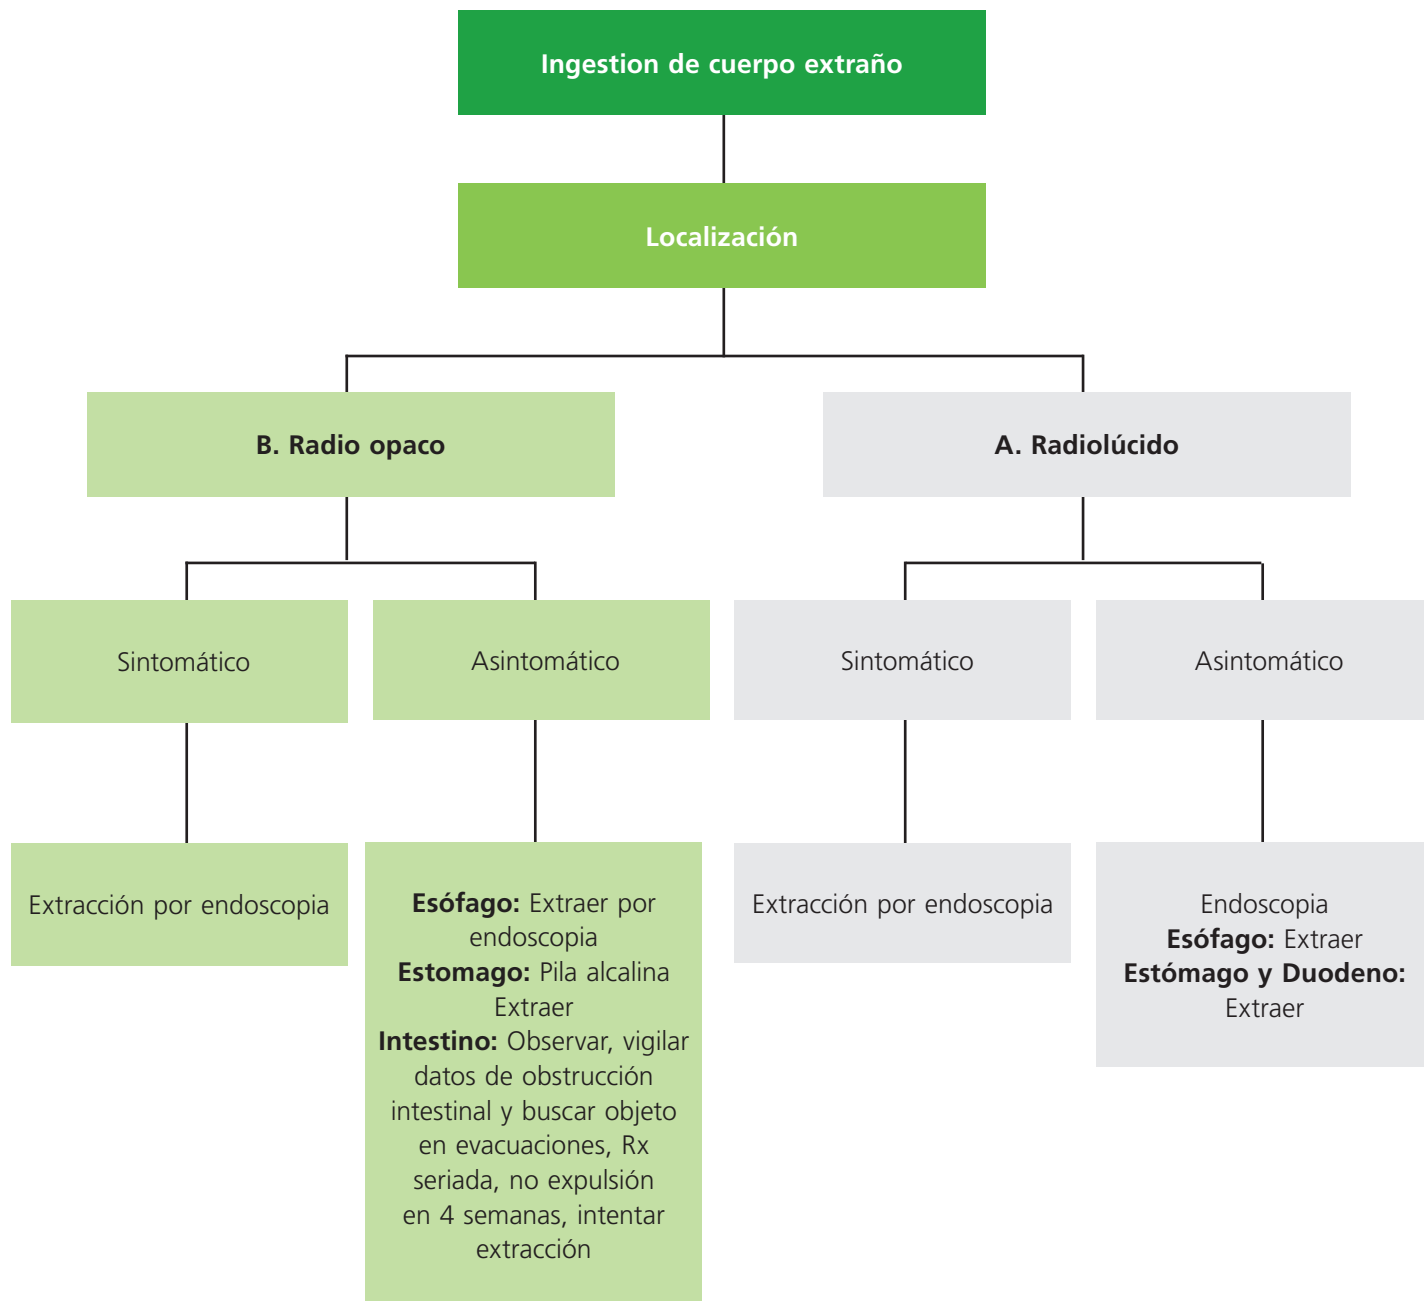 Ingestion de cuerpo extraño
Localización
B. Radio opaco
A. Radiolúcido
Sintomático
Asintomático
Sintomático
Asintomático
Extracción por endoscopia
Esófago: Extraer por
endoscopia
Estomago: Pila alcalina
Extraer
Intestino: Observar, vigilar
datos de obstrucción
intestinal y buscar objeto
en evacuaciones, Rx
seriada, no expulsión
en 4 semanas, intentar
extracción
Extracción por endoscopia
Endoscopia
Esófago: Extraer
Estómago y Duodeno:
Extraer